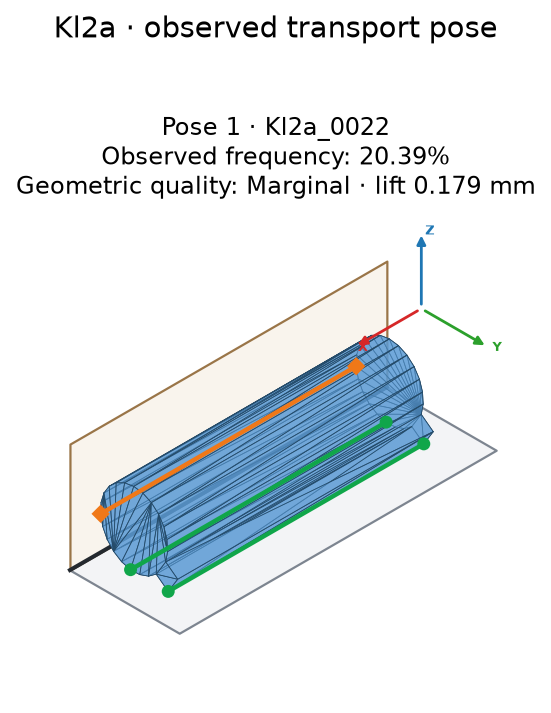 Kl2a · observed transport pose
Pose 1 · Kl2a_0022
Observed frequency: 20.39%
Geometric quality: Marginal · lift 0.179 mm
Z
X
Y